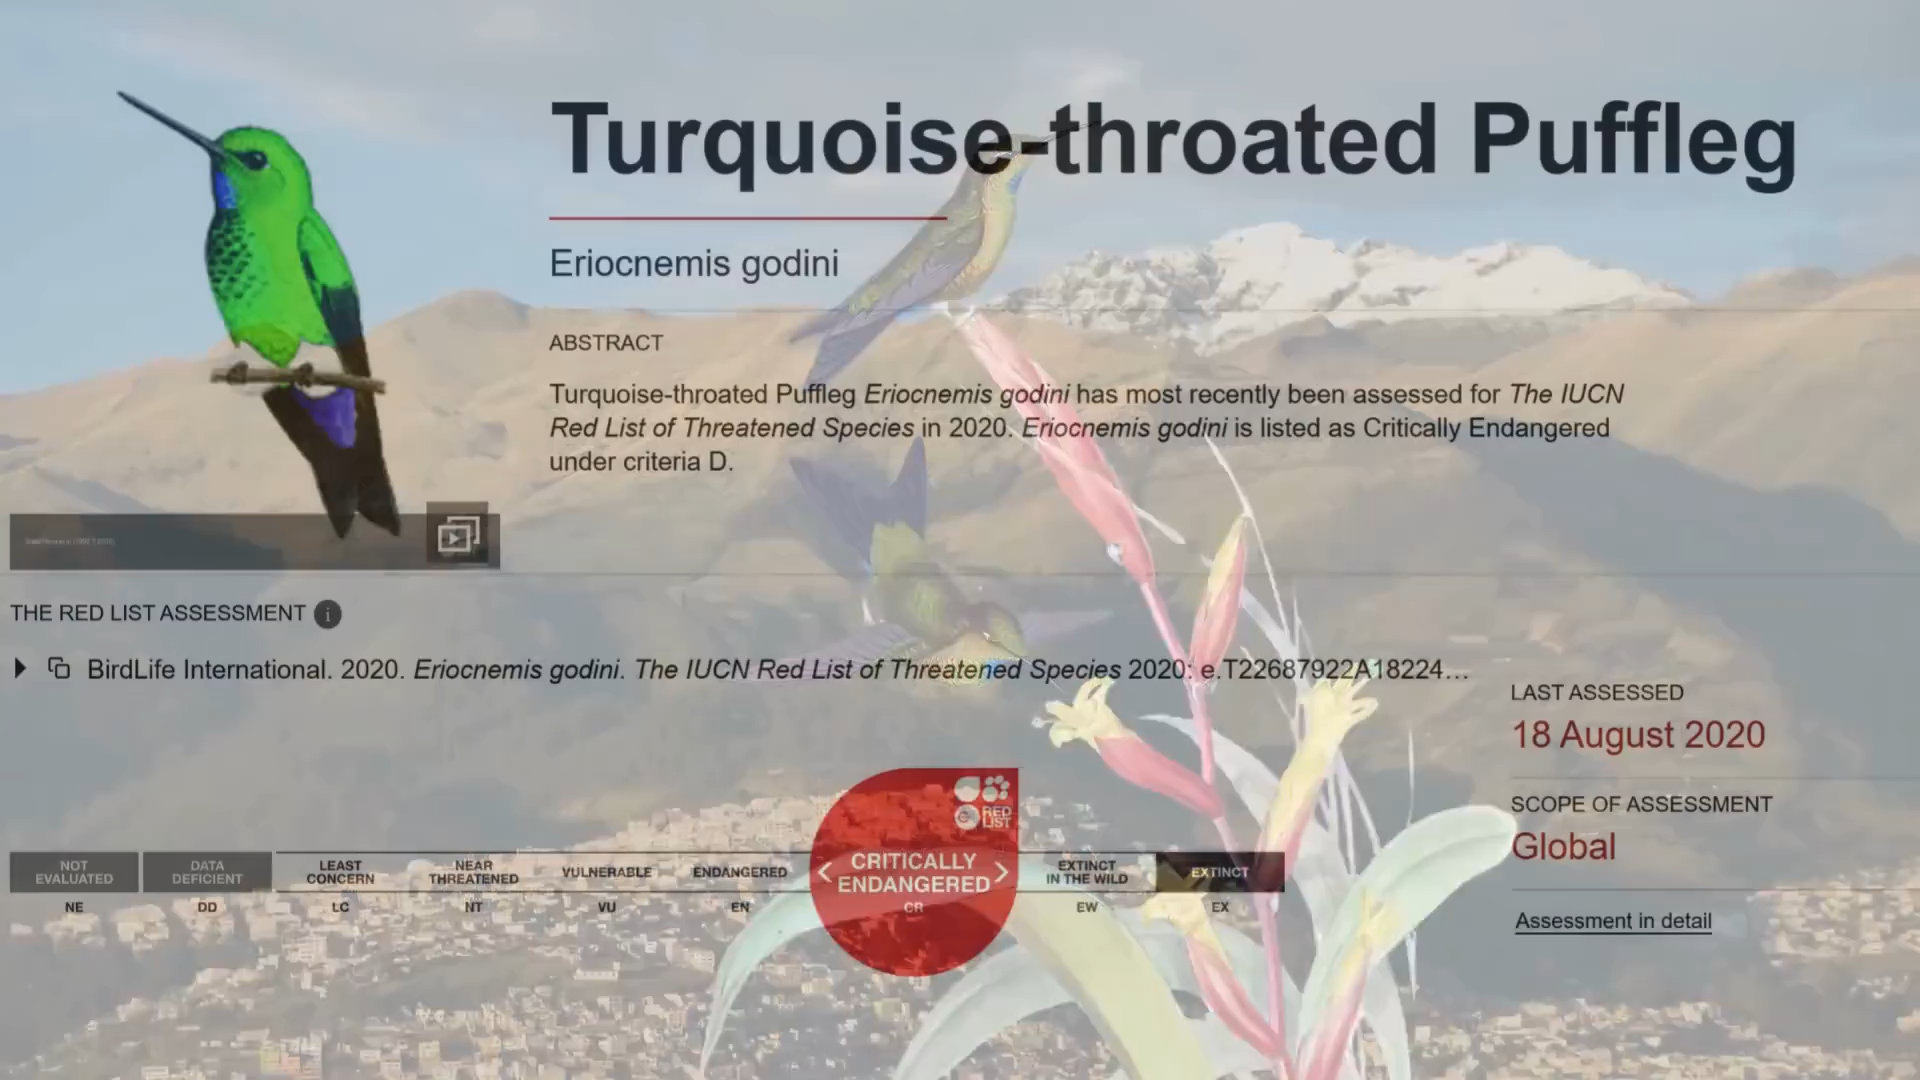 Turquoise-throated Puffleg
Eriocnemis godini
ABSTRACT
Turquoise-throated Puffleg Eriocnemis godini has most recently been assessed for The IUCN
Red List of Threatened Species in 2020. Eriocnemis godini is listed as Critically Endangered
under criteria D.
THE RED LIST ASSESSMENT i
BirdLife International. 2020. Eriocnemis godini. The IUCN Red List of Threatened Species 2020: e.T22687922A18224...
LAST ASSESSED
18 August 2020
SCOPE OF ASSESSMENT
Global
Assessment in detail
RED
LIST
NOT
EVALUATED
NE
DATA
DEFICIENT
DD
LEAST
CONCERN
LC
NEAR
THREATENED
NT
VULNERABLE
VU
ENDANGERED
EN
CRITICALLY
ENDANGERED
CR
EXTINCT
IN THE WILD
EW
EXTINCT
EX